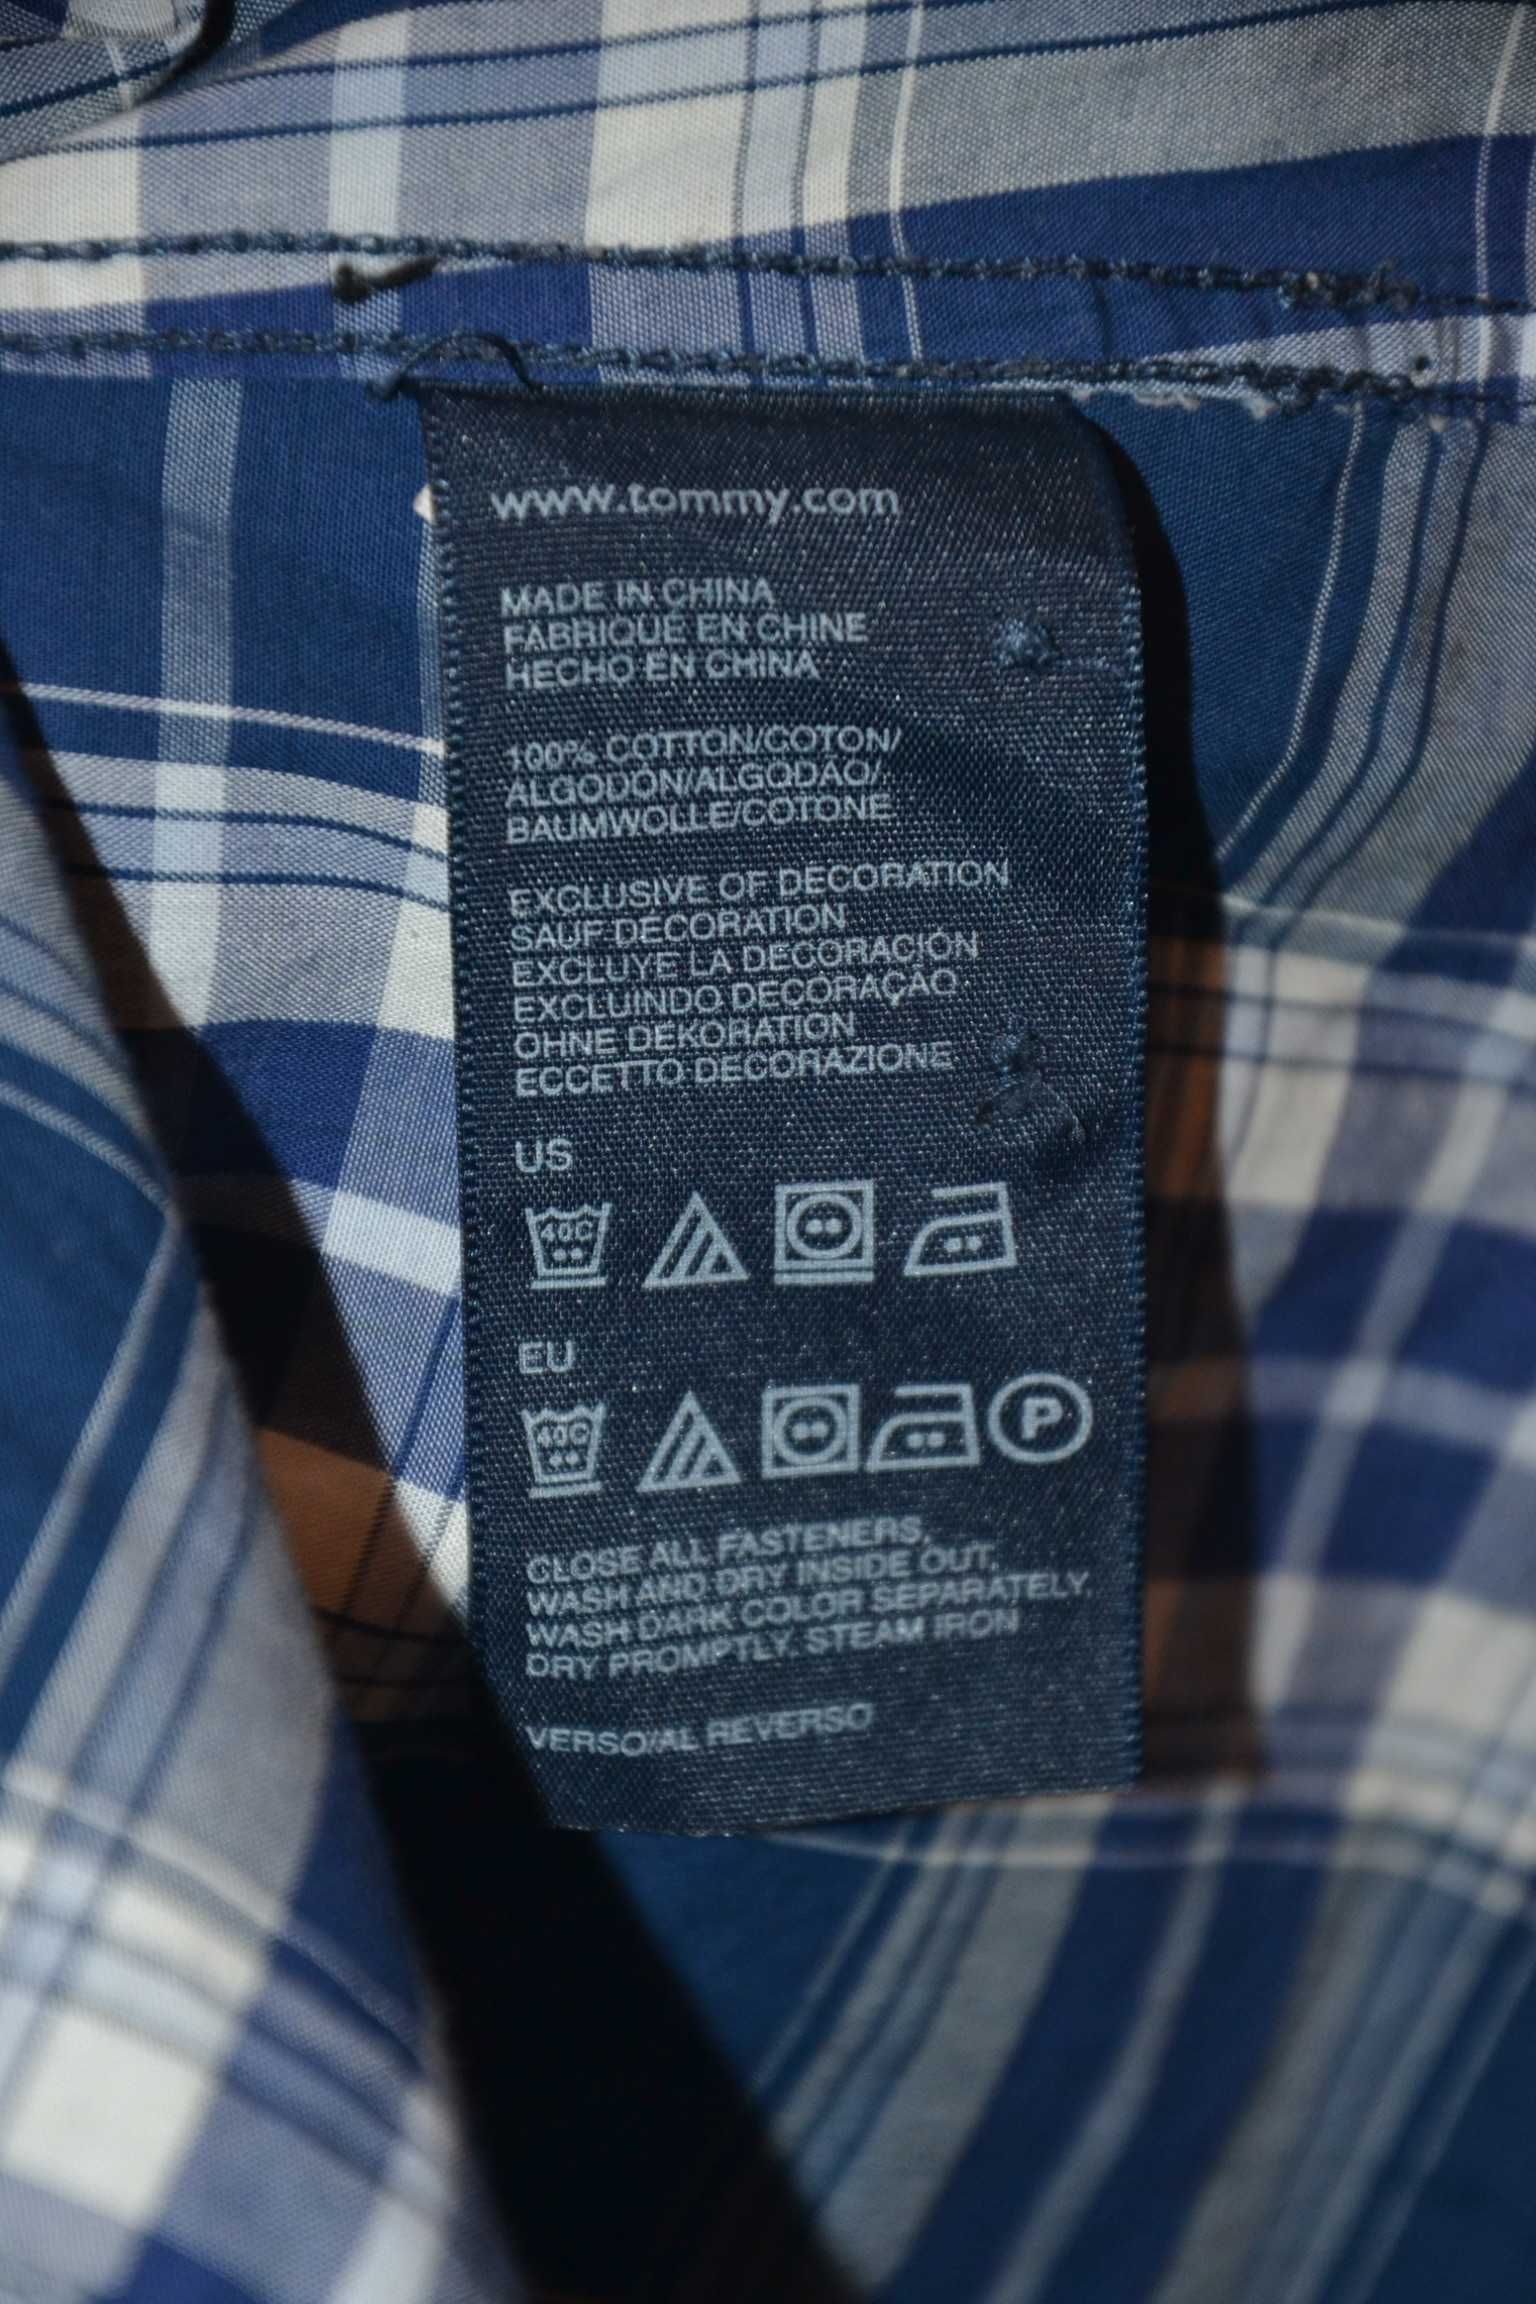 www.tommy.com
MADE IN CHINA
FABRIQUÉ EN CHINE
HECHO EN CHINA
100% COTTON/COTON/
ALGODÓN/ALGODÃO/
BAUMWOLLE/COTONE
EXCLUSIVE OF DECORATION
SAUF DÉCORATION
EXCLUYE LA DECORACIÓN
EXCLUINDO DECORAÇÃO
OHNE DEKORATION
ECCETTO DECORAZIONE
US
40C
EU
40C P
CLOSE ALL FASTENERS,
WASH AND DRY INSIDE OUT,
WASH DARK COLOR SEPARATELY,
DRY PROMPTLY. STEAM IRON
VERSO/AL REVERSO